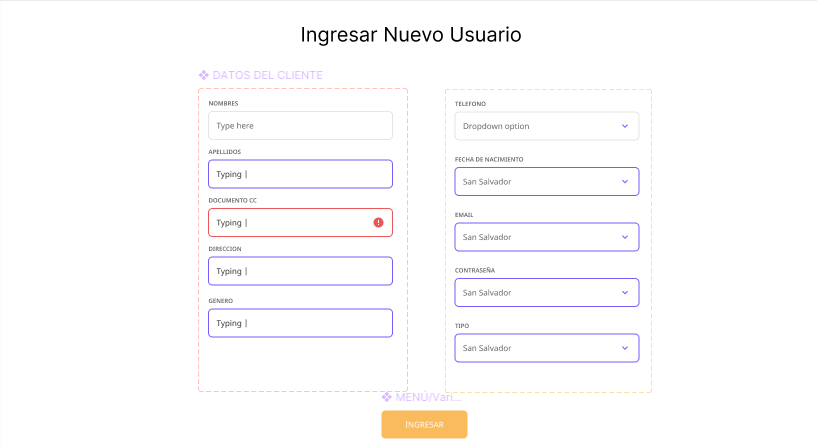 Ingresar Nuevo Usuario
DATOS DEL CLIENTE
NOMBRES
Type here
APELLIDOS
Typing |
DOCUMENTO CC
Typing |
DIRECCION
Typing |
GENERO
Typing |
TELEFONO
Dropdown option
FECHA DE NACIMIENTO
San Salvador
EMAIL
San Salvador
CONTRASEÑA
San Salvador
TIPO
San Salvador
MENÚ/Vari...
INGRESAR